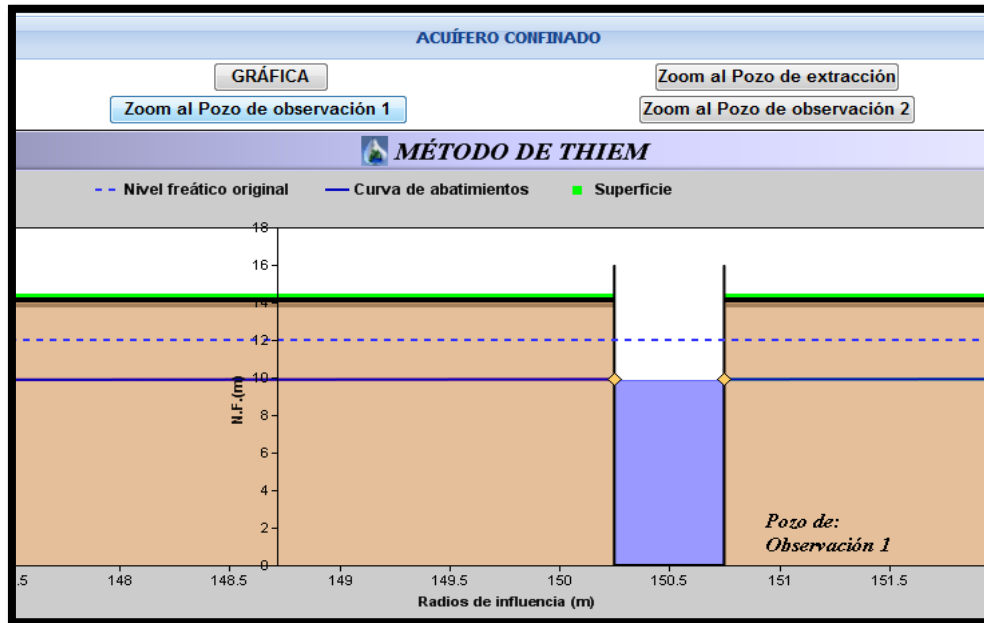 ACUÍFERO CONFINADO
GRÁFICA
Zoom al Pozo de extracción
Zoom al Pozo de observación 1
Zoom al Pozo de observación 2
MÉTODO DE THIEM
Nivel freático original
Curva de abatimientos
Superficie
18
16
14
12
10
8
6
4
2
0
N.F.(m)
Pozo de:
Observación 1
.5 148 148.5 149 149.5 150 150.5 151 151.5
Radios de influencia (m)